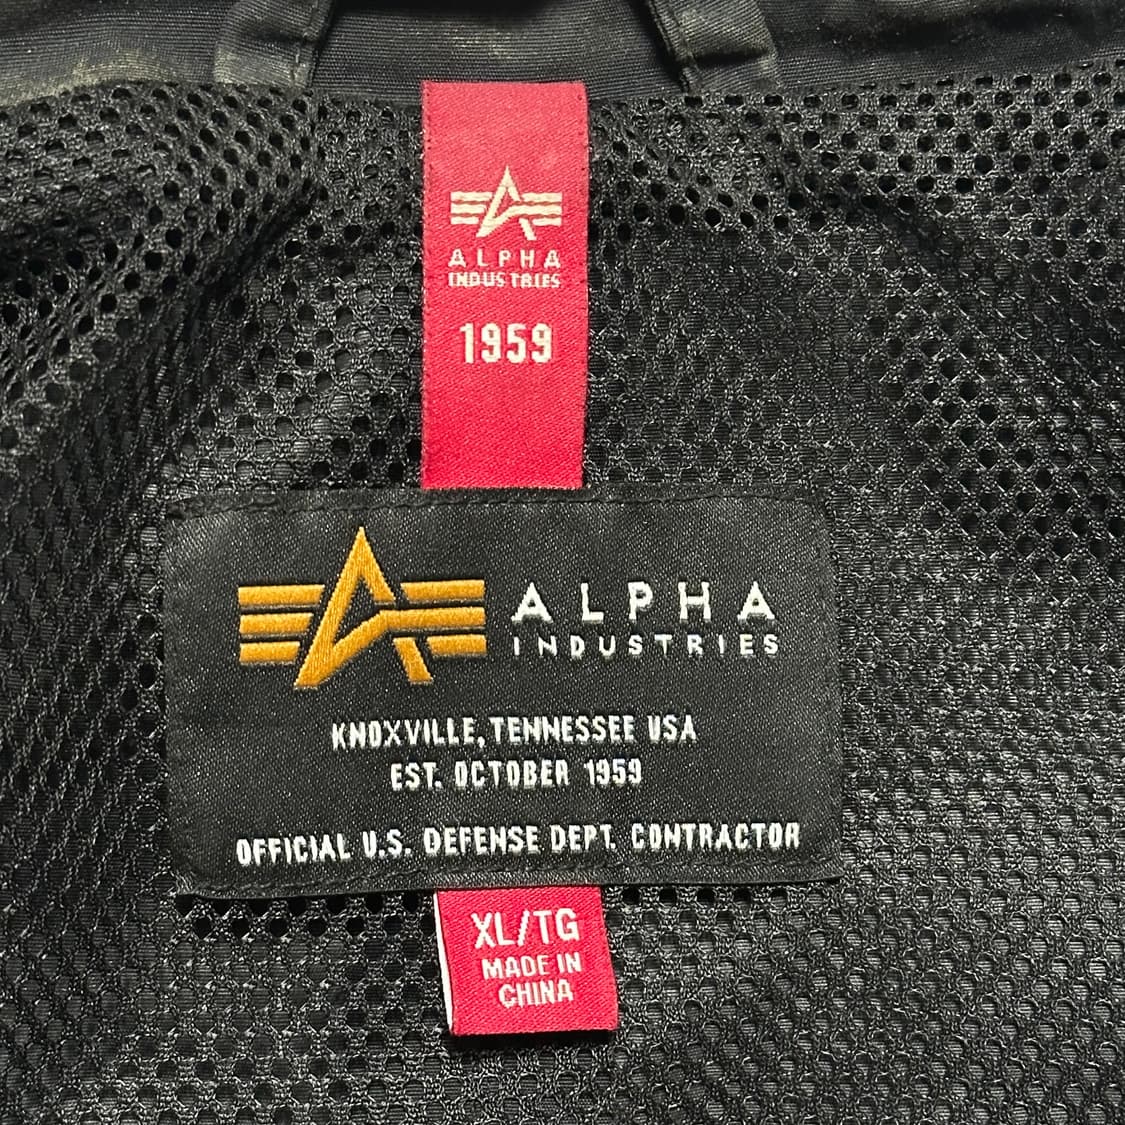 ALPHA
INDUSTRIES
1959
ALPHA
INDUSTRIES
KNOXVILLE, TENNESSEE USA
EST. OCTOBER 1959
OFFICIAL U.S. DEFENSE DEPT. CONTRACTOR
XL/TG
MADE IN
CHINA